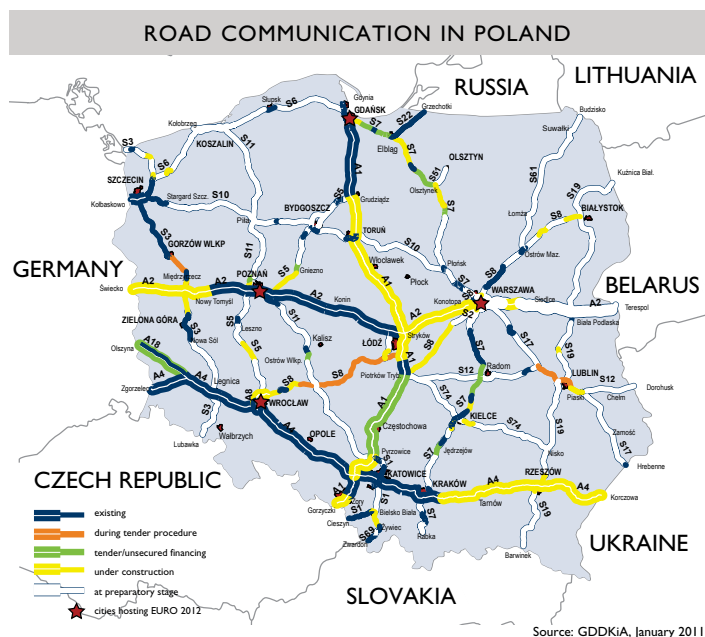 ROAD COMMUNICATION IN POLAND
LITHUANIA
RUSSIA
Gdynia
Słupsk
S6
GDAŃSK
Grzechotki
S22
Budzisko
Kołobrzeg
S7
Suwałki
S3
KOSZALIN
S11
Elbląg
S7
OLSZTYN
S61
Kuźnica Biał.
S6
A1
S51
S19
SZCZECIN
Stargard Szcz.
S10
S5
Grudziądz
Olsztynek
Łomża
BIAŁYSTOK
Kołbaskowo
BYDGOSZCZ
S7
S8
Piła
TORUŃ
S3
S10
Ostrów Maz.
GORZÓW WLKP
S11
Włocławek
Płońsk
S7
S8
GERMANY
Międzyrzecz
POZNAŃ
S5
Gniezno
A1
Płock
WARSZAWA
BELARUS
A2
Świecko
Nowy Tomyśl
A2
Konin
Konotopa
S8
S2
Siedlce
A2
Terespol
ZIELONA GÓRA
S11
A2
Stryków
S8
Biała Podlaska
S5
Leszno
Kalisz
ŁÓDŹ
S17
Olszyna
A18
S3
Nowa Sól
S5
Ostrów Wlkp.
S8
A1
Piotrków Tryb.
S7
Radom
S19
LUBLIN
Zgorzelec
A4
A4
Legnica
A8
S8
S12
S12
Dorohusk
WROCŁAW
S74
S7
Piaski
Chełm
S3
A4
A1
KIELCE
S74
Zamość
Lubawka
Wałbrzych
OPOLE
Częstochowa
S7
Jędrzejów
S19
S17
Nisko
Hrebenne
Pyrzowice
S1
RZESZÓW
CZECH REPUBLIC
KATOWICE
KRAKÓW
A4
A4
A1
Żory
S1
Tarnów
Korczowa
Gorzyczki
S1
Bielsko Biała
S7
S19
Cieszyn
Żywiec
Rabka
S69
Zwardoń
Barwinek
UKRAINE
SLOVAKIA
existing
during tender procedure
tender/unsecured financing
under construction
at preparatory stage
cities hosting EURO 2012
Source: GDDKiA, January 2011